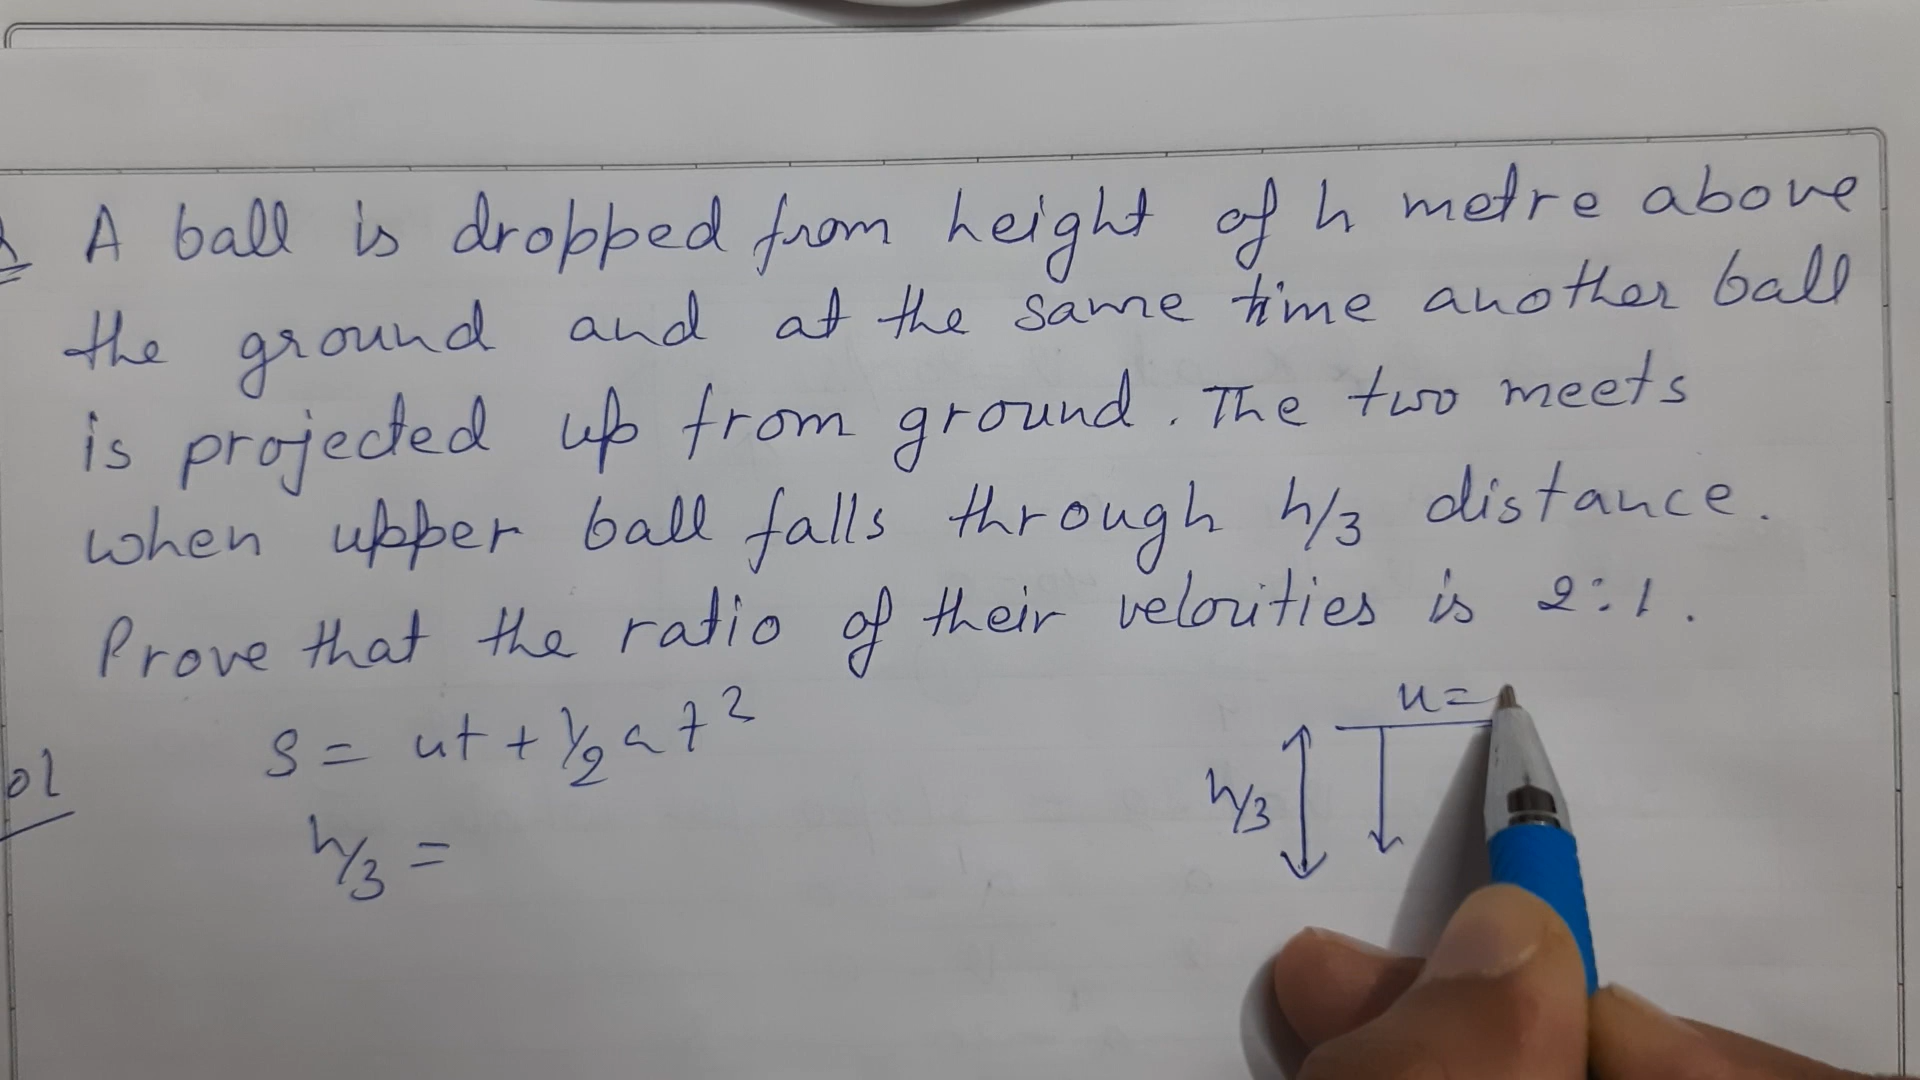 A ball is dropped from height of h metre above
the ground and at the same time another ball
is projected up from ground. The two meets
when upper ball falls through h/3 distance.
Prove that the ratio of their velocities is 2:1.
S = ut + 1/2 at²
h/3 =
u =
h/3